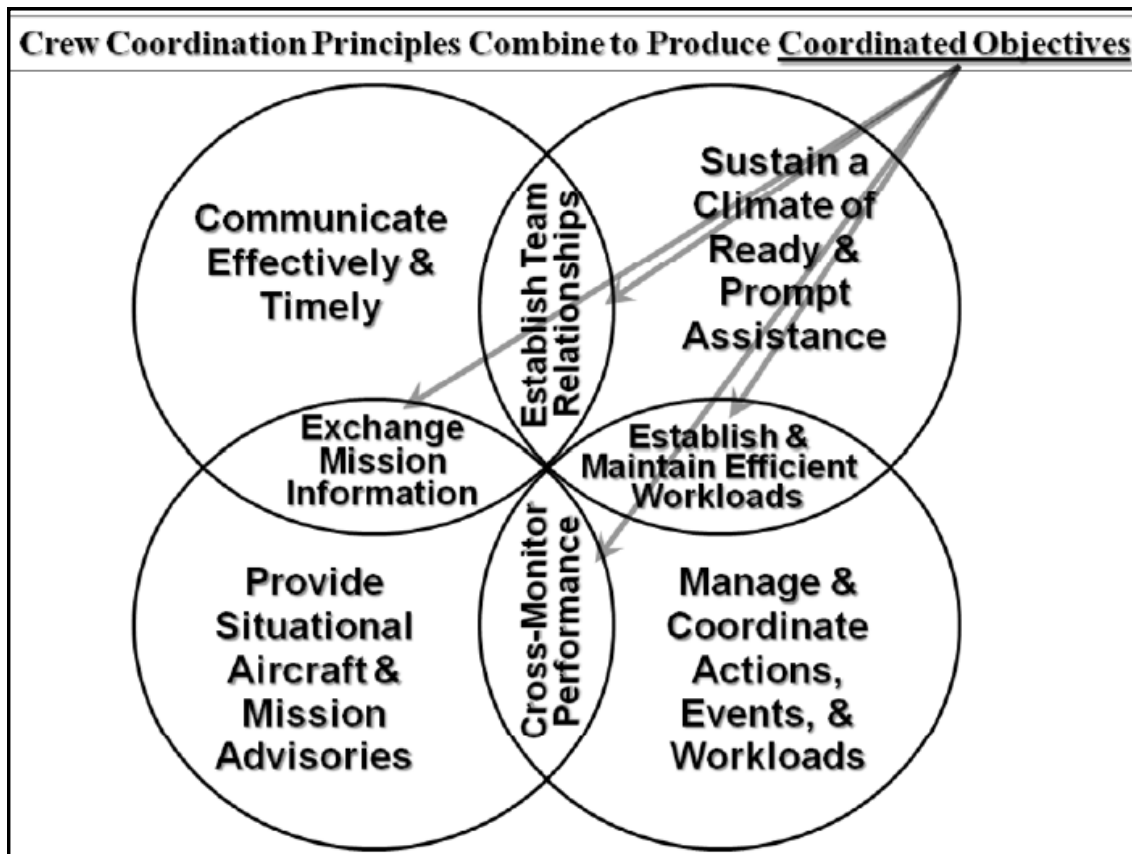 Crew Coordination Principles Combine to Produce Coordinated Objectives
Communicate
Effectively &
Timely
Establish Team
Relationships
Sustain a
Climate of
Ready &
Prompt
Assistance
Exchange
Mission
Information
Establish &
Maintain Efficient
Workloads
Provide
Situational
Aircraft &
Mission
Advisories
Cross-Monitor
Performance
Manage &
Coordinate
Actions,
Events, &
Workloads